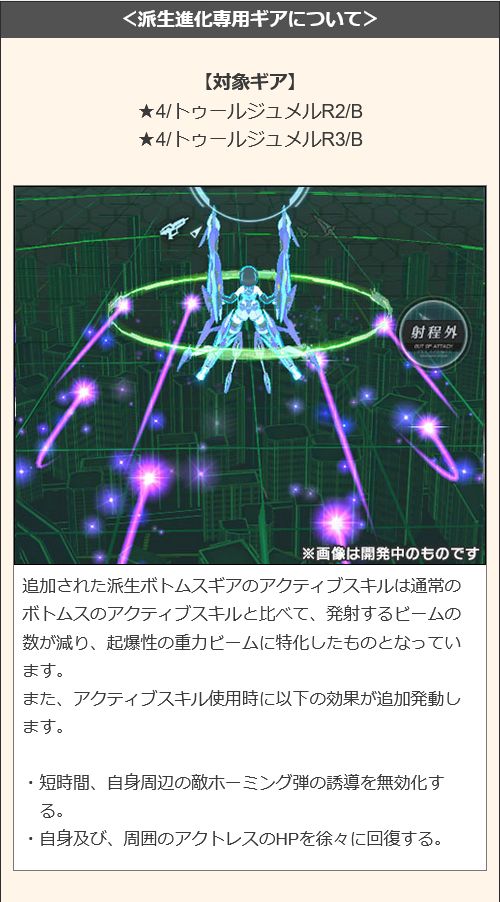 ＜派生進化専用ギアについて＞
【対象ギア】
★4/トゥールジュメルR2/B
★4/トゥールジュメルR3/B
射程外
OUT OF ATTACK
※画像は開発中のものです
追加された派生ボトムスギアのアクティブスキルは通常の
ボトムスのアクティブスキルと比べて、発射するビームの
数が減り、起爆性の重力ビームに特化したものとなってい
ます。
また、アクティブスキル使用時に以下の効果が追加発動し
ます。
・短時間、自身周辺の敵ホーミング弾の誘導を無効化す
る。
・自身及び、周囲のアクトレスのHPを徐々に回復する。